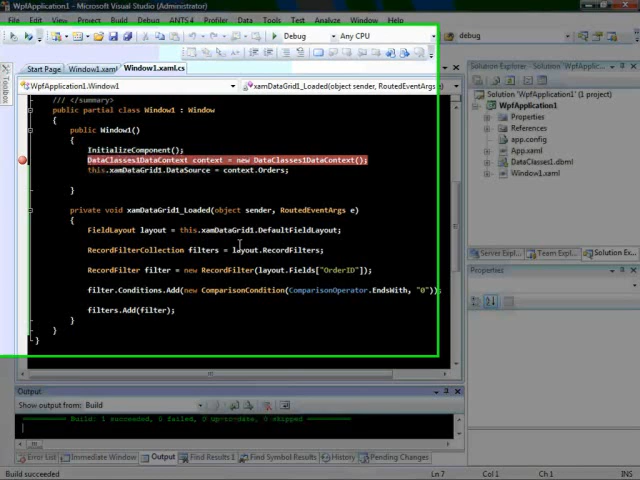 WpfApplication1 - Microsoft Visual Studio (Administrator)
File Edit View Refactor Project Build Debug ANTS 4 Profiler Data Tools Test Analyze Window Help
Debug Any CPU debug
Start Page Window1.xaml* Window1.xaml.cs
Toolbox
WpfApplication1.Window1 xamDataGrid1_Loaded(object sender, RoutedEventArgs
/// </summary>
public partial class Window1 : Window
{
public Window1()
{
InitializeComponent();
DataClasses1DataContext context = new DataClasses1DataContext();
this.xamDataGrid1.DataSource = context.Orders;
}
private void xamDataGrid1_Loaded(object sender, RoutedEventArgs e)
{
FieldLayout layout = this.xamDataGrid1.DefaultFieldLayout;
RecordFilterCollection filters = layout.RecordFilters;
RecordFilter filter = new RecordFilter(layout.Fields["OrderID"]);
filter.Conditions.Add(new ComparisonCondition(ComparisonOperator.EndsWith, "0"));
filters.Add(filter);
}
}
}
Solution Explorer
Solution 'WpfApplication1' (1 project)
WpfApplication1
Properties
References
app.config
App.xaml
DataClasses1.dbml
Window1.xaml
Server Expl... Team Explo... Solution Ex...
Properties
Output
Show output from: Build
========== Build: 1 succeeded, 0 failed, 0 up-to-date, 0 skipped ==========
Error List Immediate Window Output Find Results 1 Find Symbol Results History Pending Changes
Build succeeded Ln 7 Col 1 Ch 1 INS